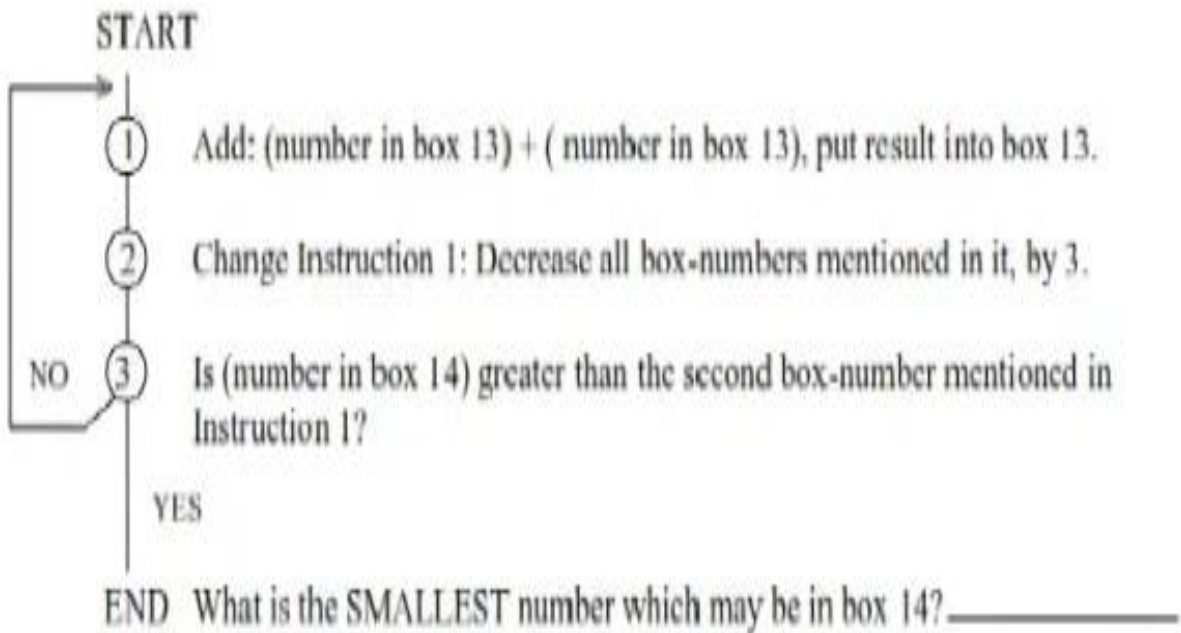 START
1 Add: (number in box 13) + ( number in box 13), put result into box 13.
2 Change Instruction 1: Decrease all box-numbers mentioned in it, by 3.
NO 3 Is (number in box 14) greater than the second box-number mentioned in
Instruction 1?
YES
END What is the SMALLEST number which may be in box 14?